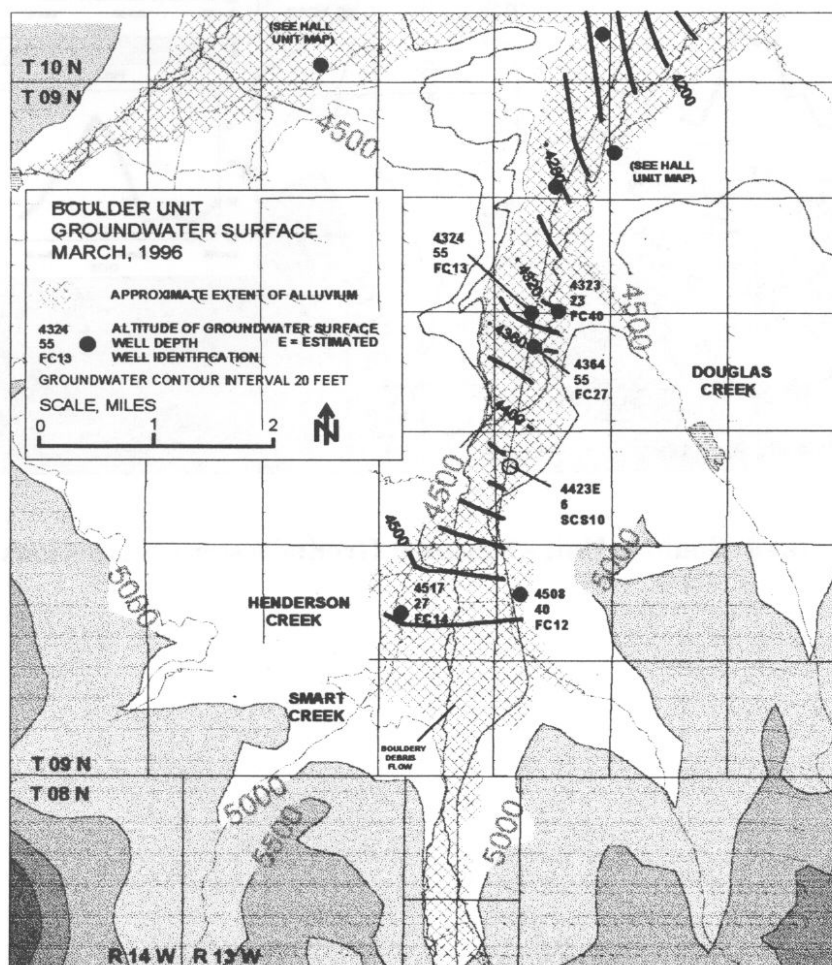 (SEE HALL
UNIT MAP)
T 10 N
T 09 N
4500
4200
(SEE HALL
UNIT MAP)
BOULDER UNIT
GROUNDWATER SURFACE
MARCH, 1996
APPROXIMATE EXTENT OF ALLUVIUM
4324
55
FC13
ALTITUDE OF GROUNDWATER SURFACE
WELL DEPTH E = ESTIMATED
WELL IDENTIFICATION
GROUNDWATER CONTOUR INTERVAL 20 FEET
SCALE, MILES
0 1 2
N
4324
55
FC13
4320
4323
23
FC40
4360
4364
55
FC27
4500
DOUGLAS
CREEK
4400
4500
4423E
6
SCS10
4500
5000
5000
4517
27
FC14
4508
40
FC12
HENDERSON
CREEK
SMART
CREEK
BOULDERY
DEBRIS
FLOW
T 09 N
T 08 N
5000
5500
5000
R 14 W R 13 W